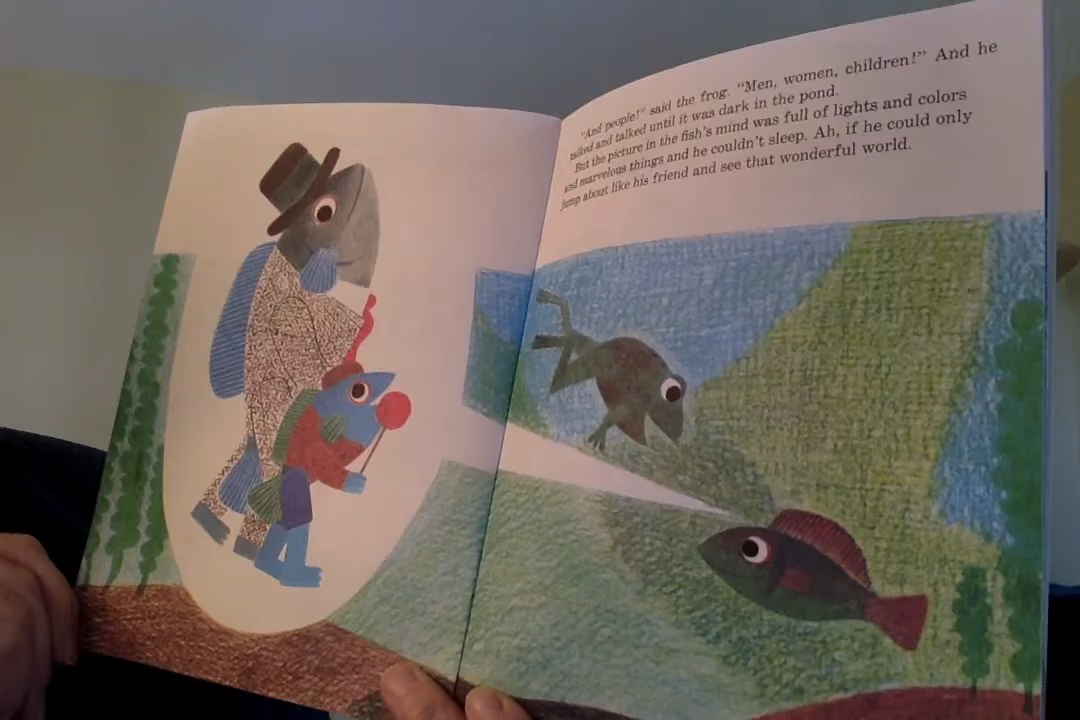 "And people!" said the frog. "Men, women, children!" And he
talked and talked until it was dark in the pond.
But the picture in the fish's mind was full of lights and colors
and marvelous things and he couldn't sleep. Ah, if he could only
jump about like his friend and see that wonderful world.